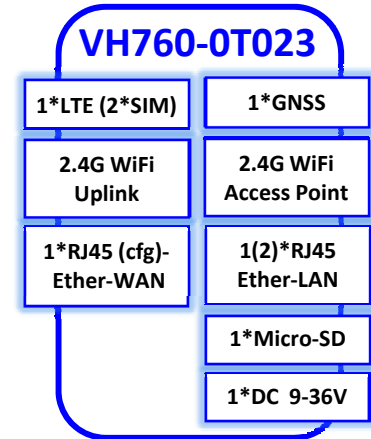 VH760-0T023
1*LTE (2*SIM)
1*GNSS
2.4G WiFi
Uplink
2.4G WiFi
Access Point
1*RJ45 (cfg)-
Ether-WAN
1(2)*RJ45
Ether-LAN
1*Micro-SD
1*DC 9-36V